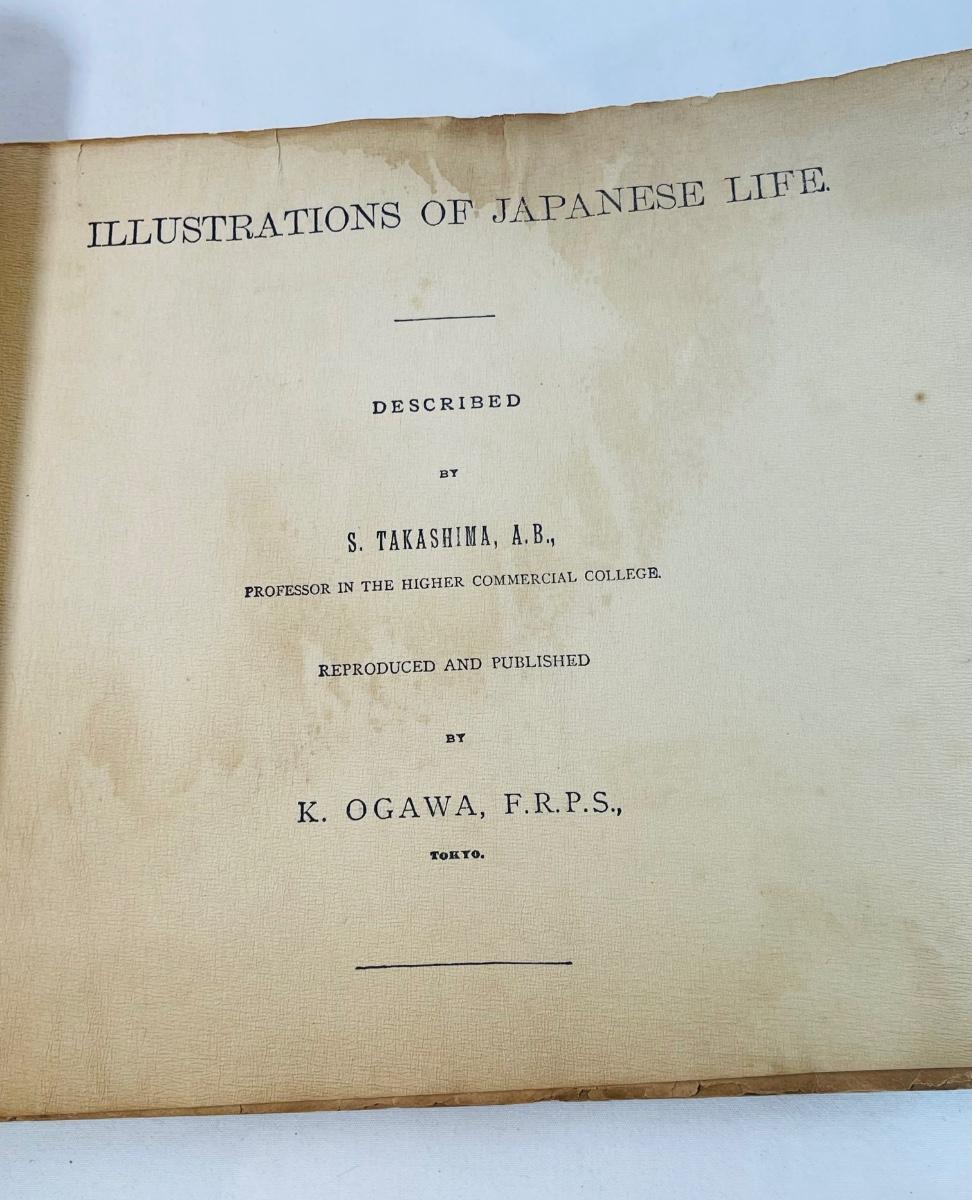 ILLUSTRATIONS OF JAPANESE LIFE.
DESCRIBED
BY
S. TAKASHIMA, A.B.,
PROFESSOR IN THE HIGHER COMMERCIAL COLLEGE.
REPRODUCED AND PUBLISHED
BY
K. OGAWA, F.R.P.S.,
TOKYO.